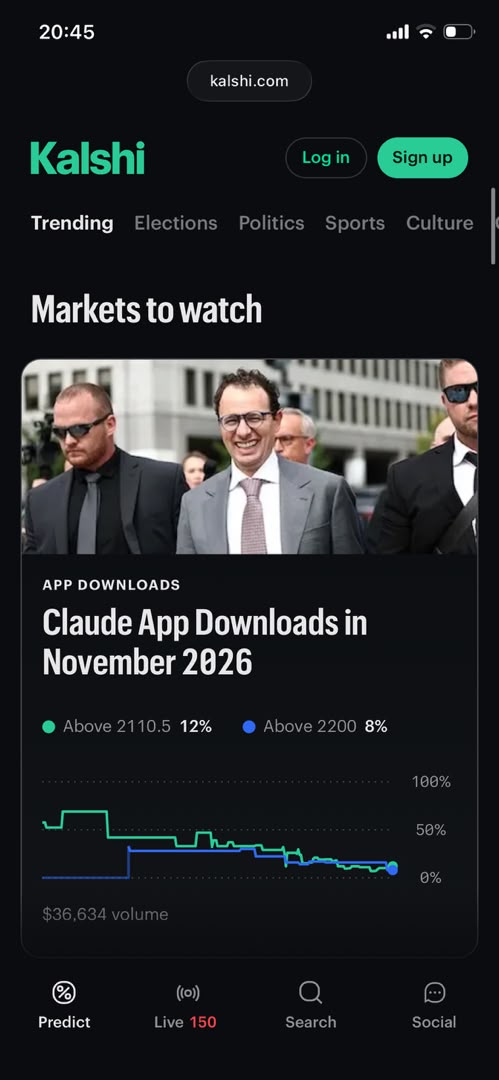 20:45
kalshi.com
Kalshi
Log in
Sign up
Trending Elections Politics Sports Culture
Markets to watch
APP DOWNLOADS
Claude App Downloads in
November 2026
Above 2110.5 12% Above 2200 8%
100%
50%
0%
$36,634 volume
Predict Live 150 Search Social